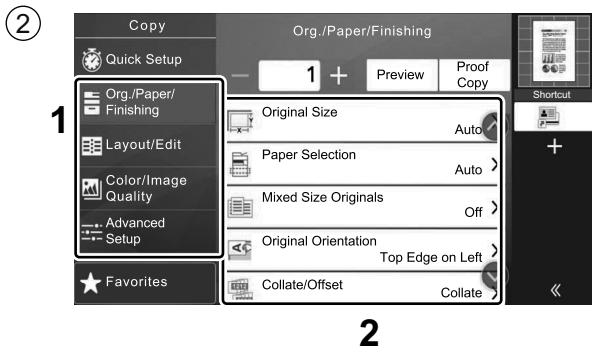 2
Copy
Quick Setup
1
Org./Paper/
Finishing
Layout/Edit
Color/Image
Quality
Advanced
Setup
Favorites
Org./Paper/Finishing
− 1 +
Preview
Proof
Copy
Original Size
Auto
Paper Selection
Auto
Mixed Size Originals
Off
Original Orientation
Top Edge on Left
Collate/Offset
Collate
2
Shortcut
+
«